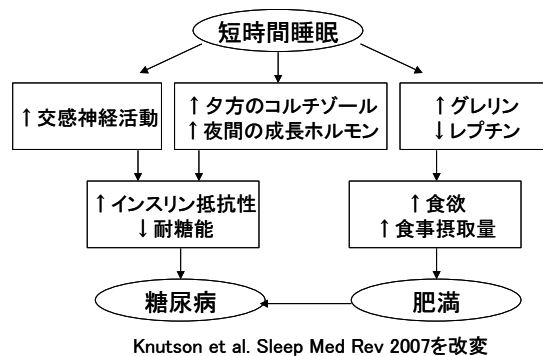 短時間睡眠
↑交感神経活動
↑夕方のコルチゾール
↑夜間の成長ホルモン
↑グレリン
↓レプチン
↑インスリン抵抗性
↓耐糖能
↑食欲
↑食事摂取量
糖尿病
肥満
Knutson et al. Sleep Med Rev 2007を改変